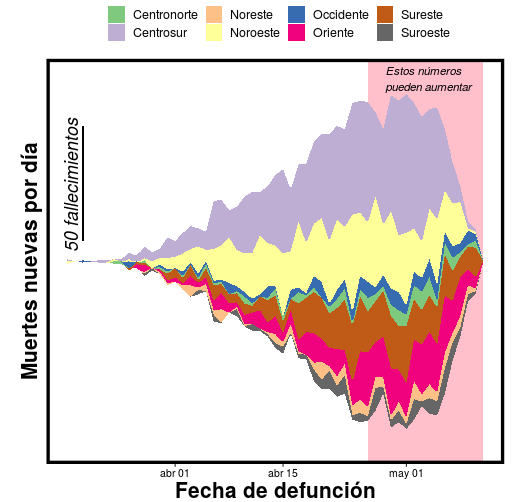 Centronorte Noreste Occidente Sureste
Centrosur Noroeste Oriente Suroeste
Estos números
pueden aumentar
50 fallecimientos
Muertes nuevas por día
abr 01 abr 15 may 01
Fecha de defunción